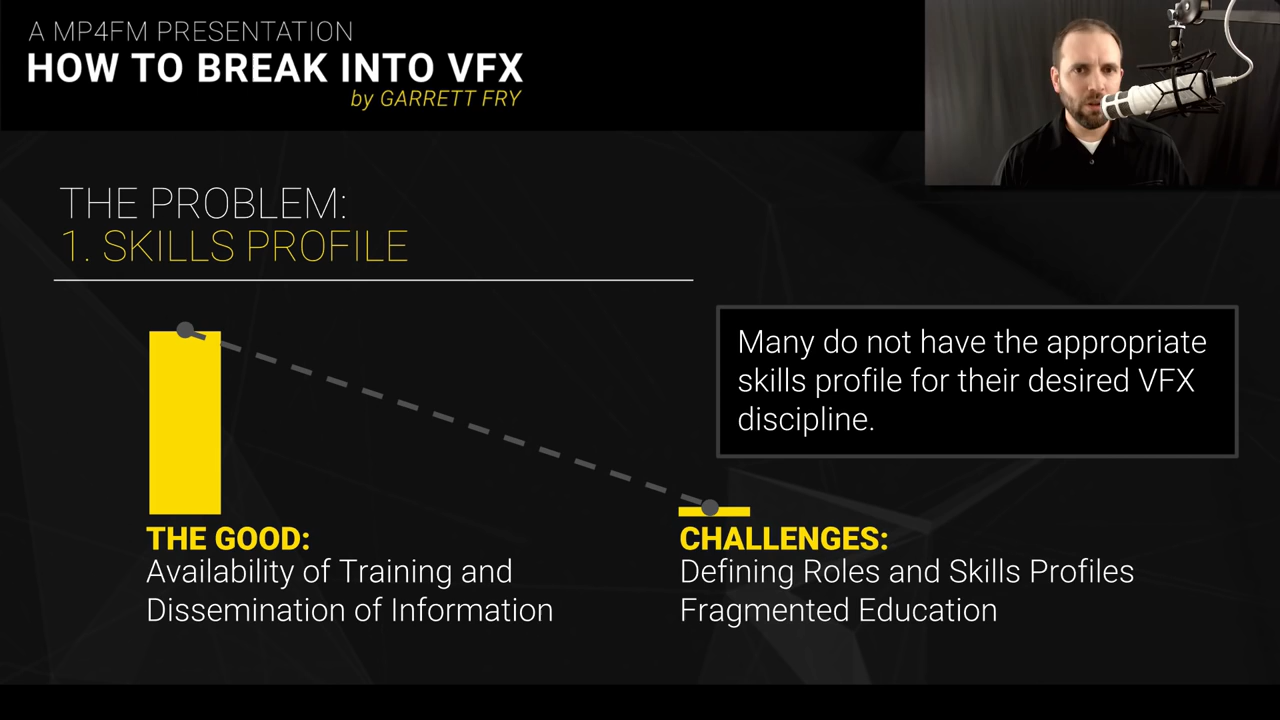 A MP4FM PRESENTATION
HOW TO BREAK INTO VFX
by GARRETT FRY
THE PROBLEM:
1. SKILLS PROFILE
Many do not have the appropriate
skills profile for their desired VFX
discipline.
THE GOOD:
Availability of Training and
Dissemination of Information
CHALLENGES:
Defining Roles and Skills Profiles
Fragmented Education